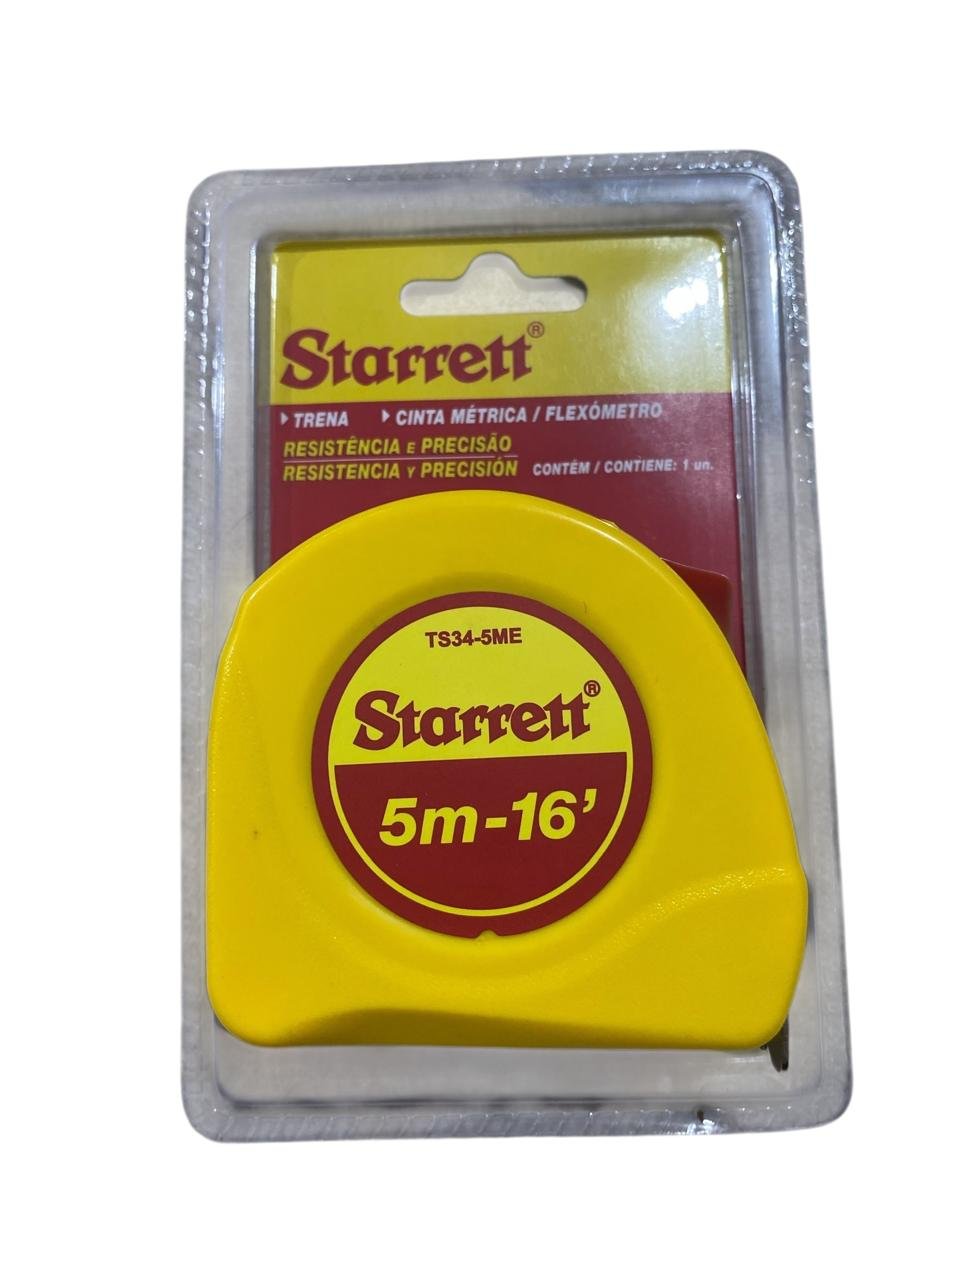 Starrett®
TRENA CINTA MÉTRICA / FLEXÓMETRO
RESISTÊNCIA E PRECISÃO
RESISTENCIA Y PRECISIÓN CONTÉM / CONTIENE: 1 un.
TS34-5ME
Starrett®
5m-16’